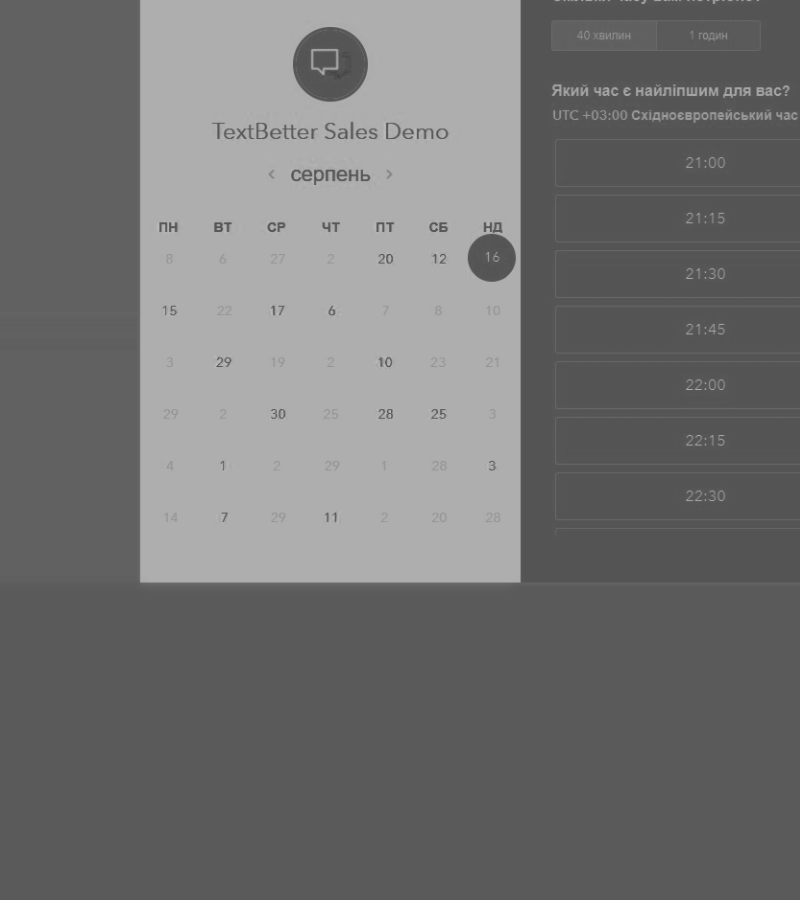 TextBetter Sales Demo
‹ серпень ›
ПН ВТ СР ЧТ ПТ СБ НД
8 6 27 2 20 12 16
15 22 17 6 7 8 10
3 29 19 2 10 23 21
29 2 30 25 28 25 3
4 1 2 29 1 28 3
14 7 29 11 2 20 28
40 хвилин 1 годин
Який час є найліпшим для вас?
UTC +03:00 Східноєвропейський час
21:00
21:15
21:30
21:45
22:00
22:15
22:30